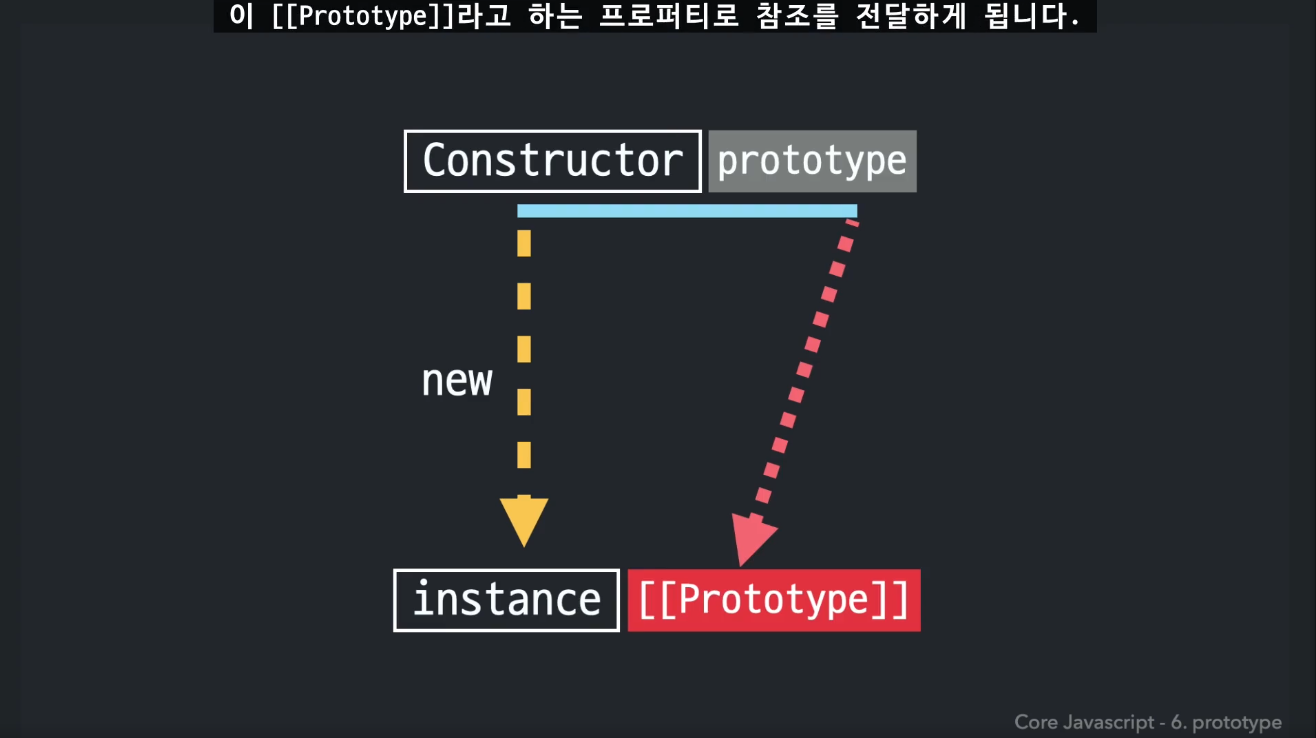 이 [[Prototype]]라고 하는 프로퍼티로 참조를 전달하게 됩니다.
Constructor prototype
new
instance [[Prototype]]
Core Javascript - 6. prototype